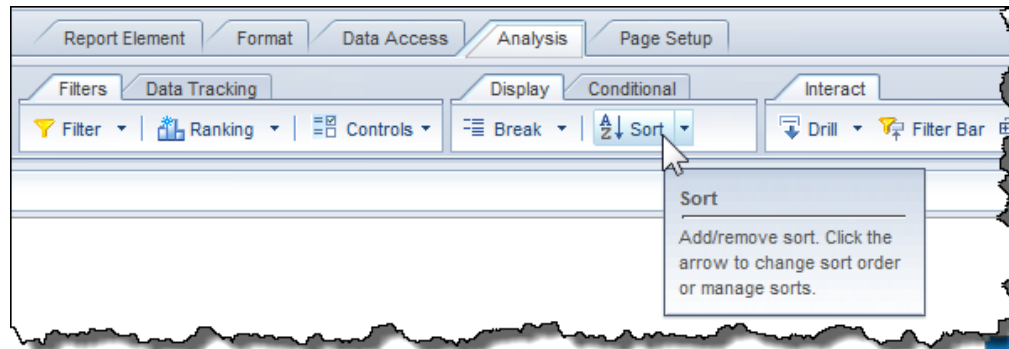 Report Element Format Data Access Analysis Page Setup
Filters Data Tracking Display Conditional Interact
Filter Ranking Controls Break Sort Drill Filter Bar
Sort
Add/remove sort. Click the
arrow to change sort order
or manage sorts.